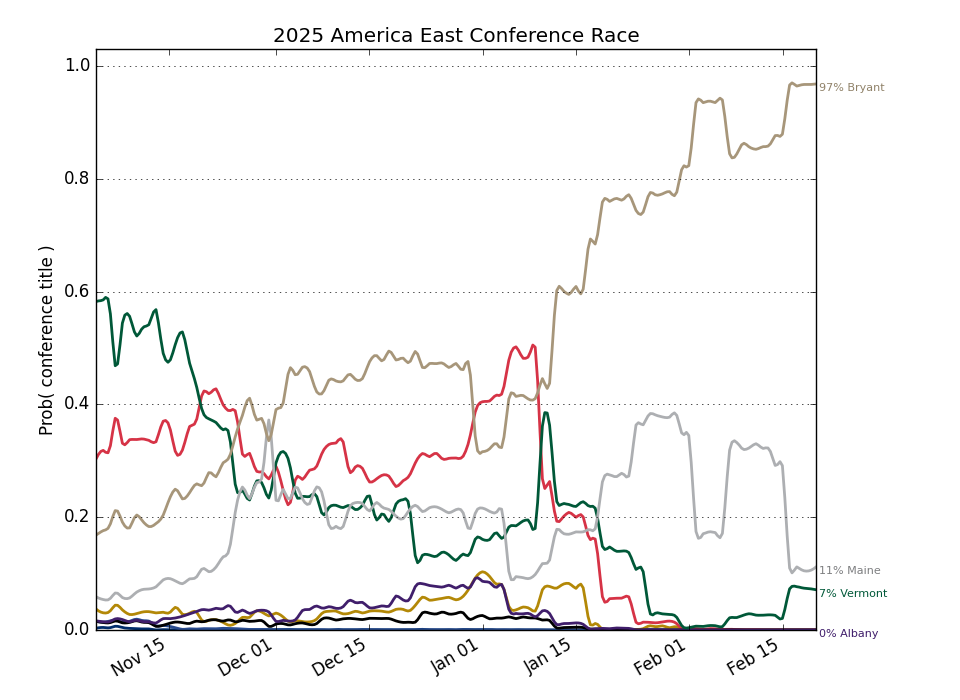 2025 America East Conference Race
Prob( conference title )
1.0
0.8
0.6
0.4
0.2
0.0
Nov 15
Dec 01
Dec 15
Jan 01
Jan 15
Feb 01
Feb 15
97% Bryant
11% Maine
7% Vermont
0% Albany